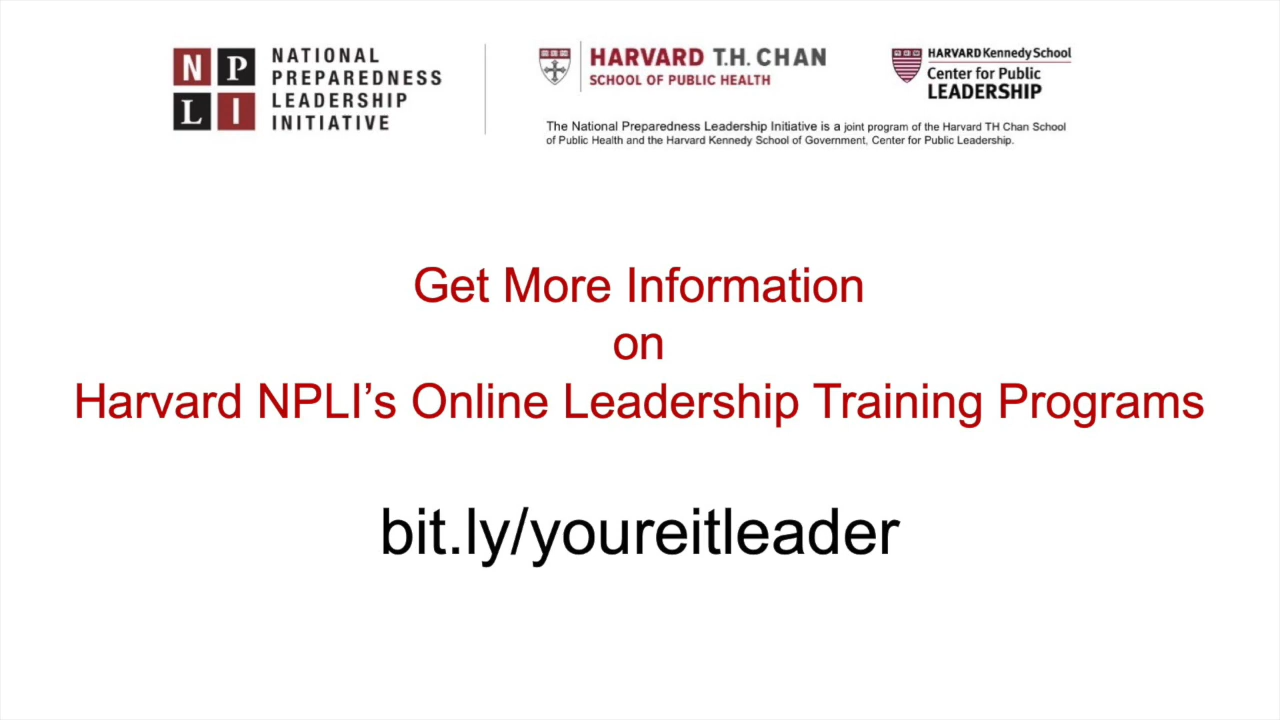 N P
L I
NATIONAL
PREPAREDNESS
LEADERSHIP
INITIATIVE
HARVARD T.H. CHAN
SCHOOL OF PUBLIC HEALTH
HARVARD Kennedy School
Center for Public
LEADERSHIP
The National Preparedness Leadership Initiative is a joint program of the Harvard TH Chan School
of Public Health and the Harvard Kennedy School of Government, Center for Public Leadership.
Get More Information
on
Harvard NPLI’s Online Leadership Training Programs
bit.ly/youreitleader